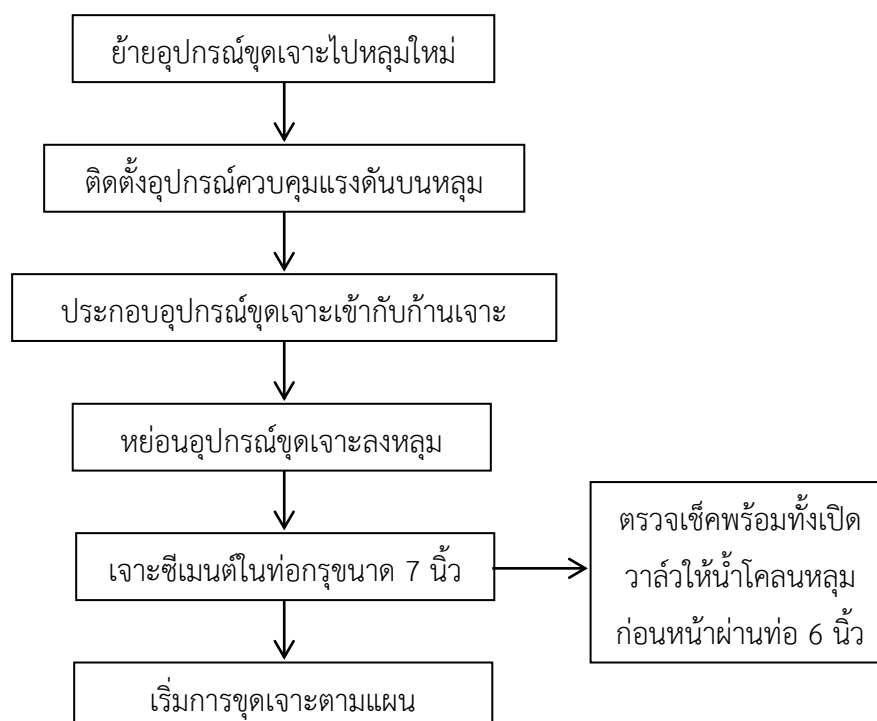 ย้ายอุปกรณ์ขุดเจาะไปหลุมใหม่
ติดตั้งอุปกรณ์ควบคุมแรงดันบนหลุม
ประกอบอุปกรณ์ขุดเจาะเข้ากับก้านเจาะ
หย่อนอุปกรณ์ขุดเจาะลงหลุม
เจาะซีเมนต์ในท่อกรุขนาด 7 นิ้ว
ตรวจเช็คพร้อมทั้งเปิด
วาล์วให้น้ำโคลนหลุม
ก่อนหน้าผ่านท่อ 6 นิ้ว
เริ่มการขุดเจาะตามแผน